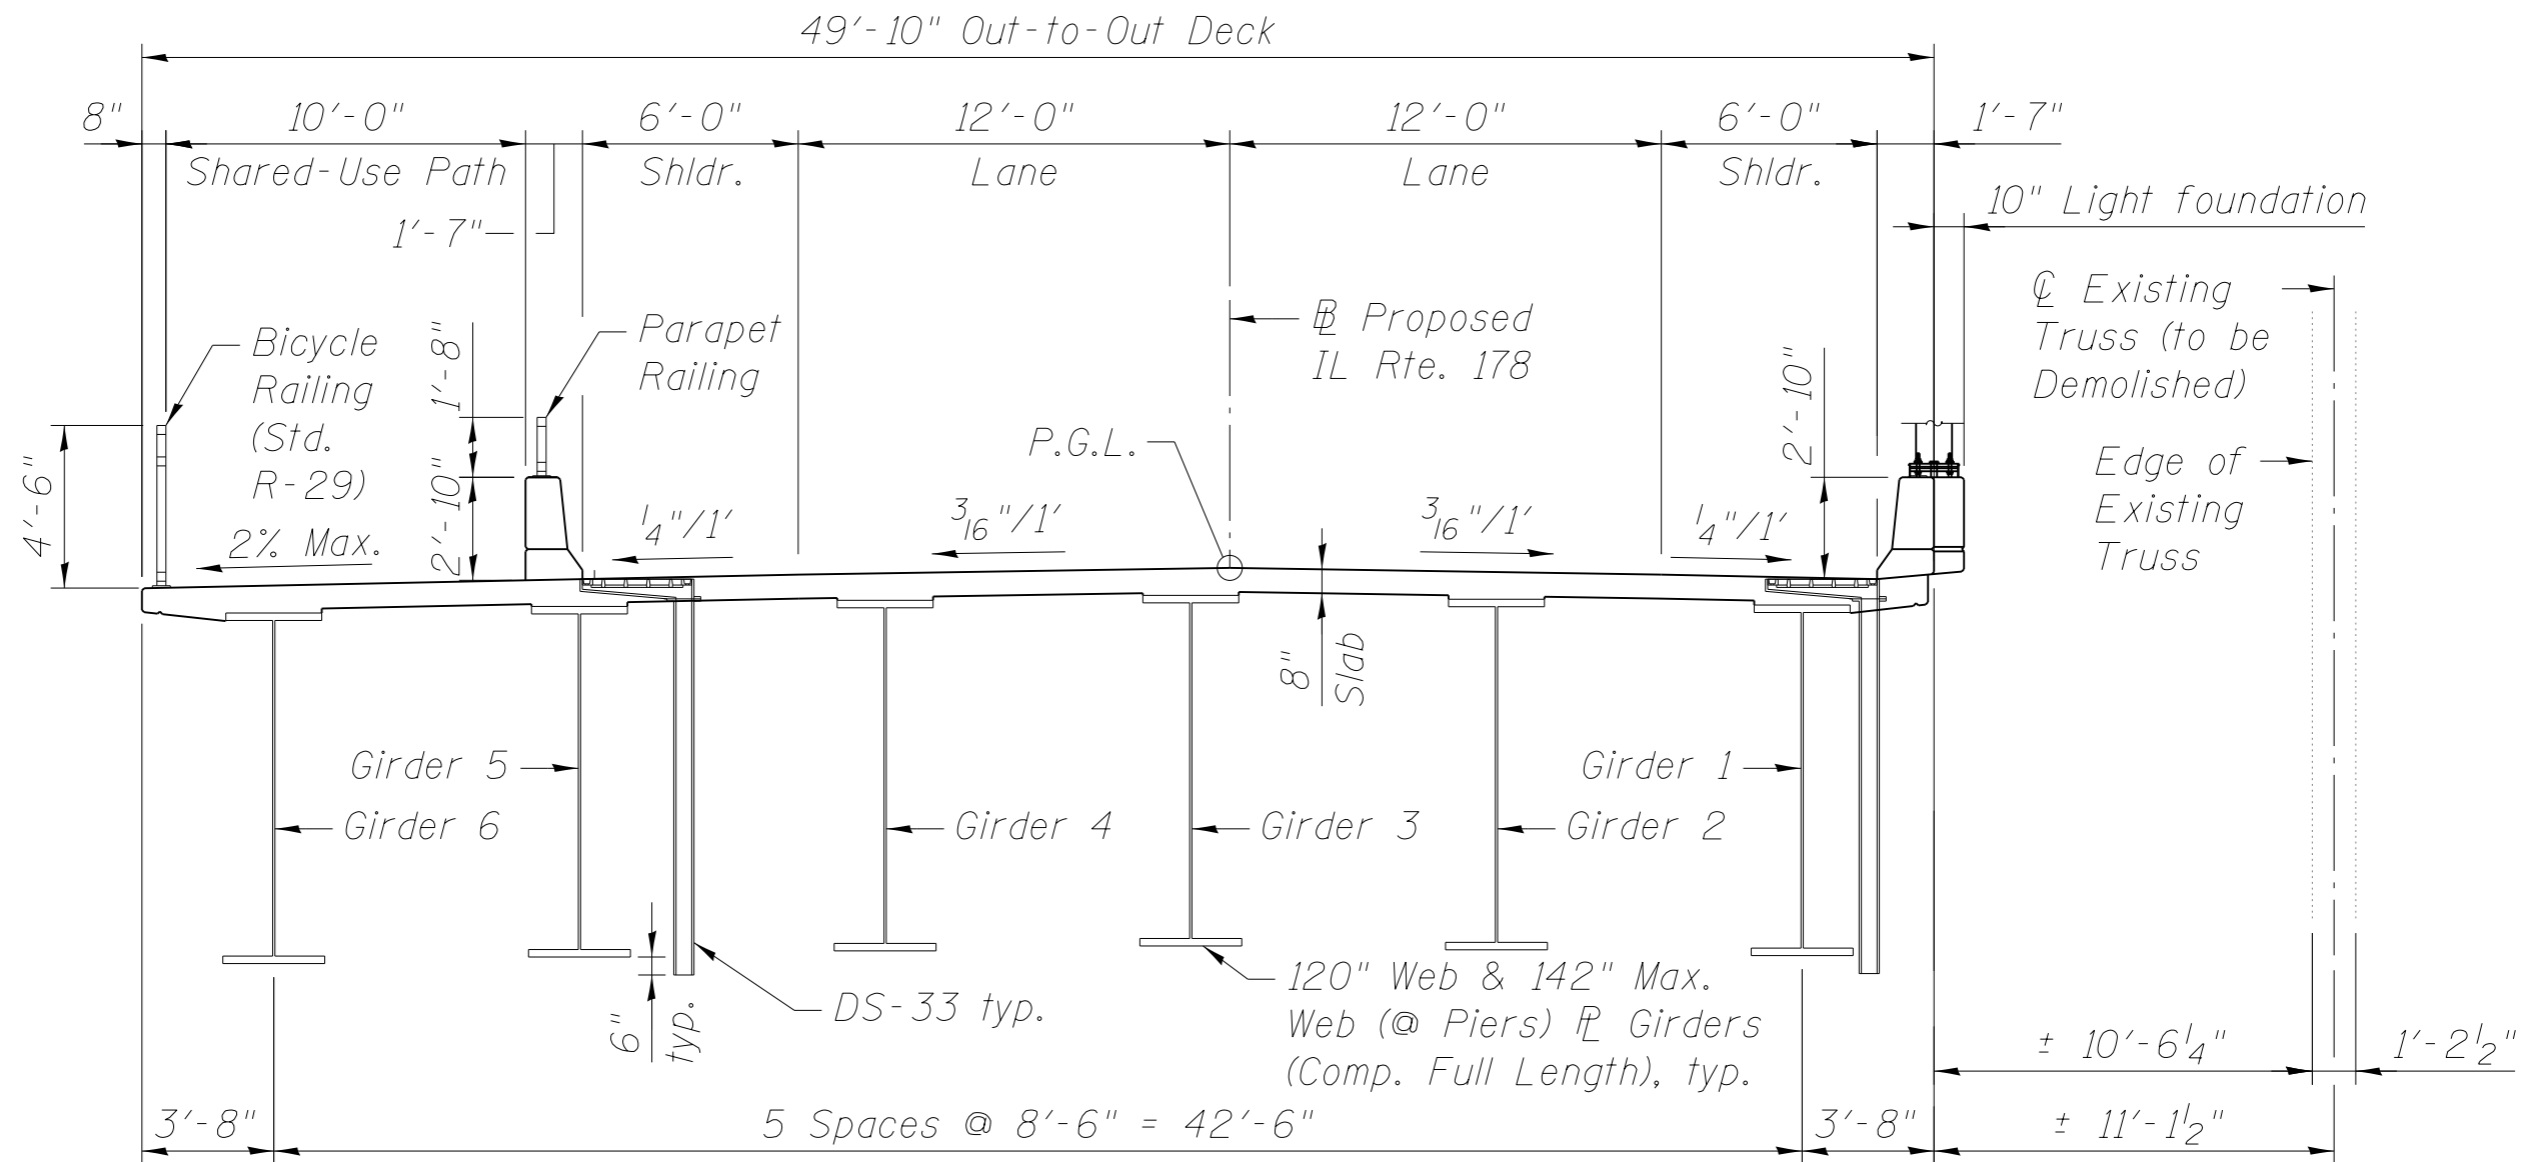 49'-10" Out-to-Out Deck
8"
10'-0"
6'-0"
12'-0"
12'-0"
6'-0"
1'-7"
Shared-Use Path
Shldr.
Lane
Lane
Shldr.
10" Light foundation
1'-7"
℄ Existing
Truss (to be
Demolished)
Bicycle
Railing
(Std.
R-29)
1'-8"
Parapet
Railing
BL Proposed
IL Rte. 178
2'-10"
P.G.L.
Edge of
Existing
Truss
4'-6"
2% Max.
2'-10"
1/4"/1'
3/16"/1'
3/16"/1'
1/4"/1'
8"
Slab
Girder 5
Girder 1
Girder 6
Girder 4
Girder 3
Girder 2
6"
typ.
DS-33 typ.
120" Web & 142" Max.
Web (@ Piers) PL Girders
(Comp. Full Length), typ.
± 10'-6 1/4"
1'-2 1/2"
3'-8"
5 Spaces @ 8'-6" = 42'-6"
3'-8"
± 11'-1 1/2"